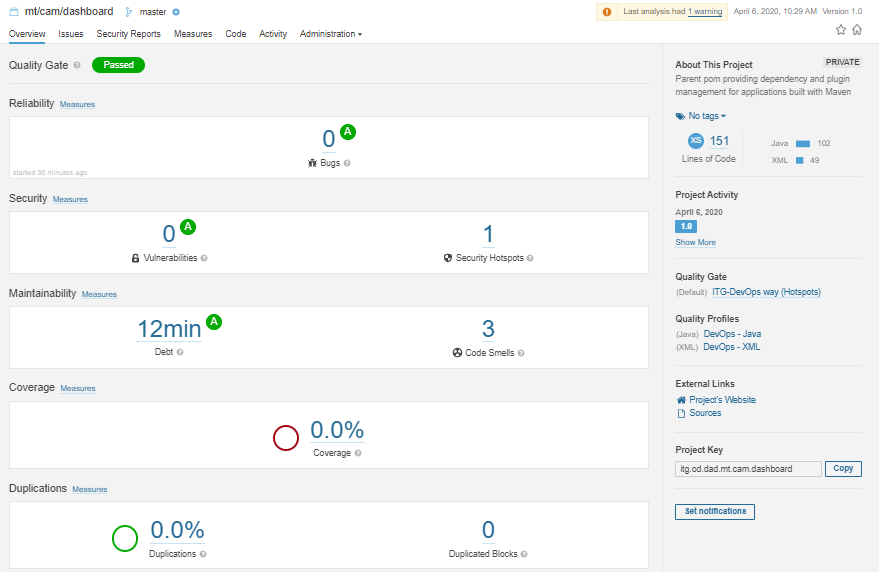 mt/cam/dashboard master
Last analysis had 1 warning April 6, 2020, 10:29 AM Version 1.0
Overview Issues Security Reports Measures Code Activity Administration
Quality Gate Passed
Reliability Measures
0 A
Bugs
started 30 minutes ago
Security Measures
0 A 1
Vulnerabilities Security Hotspots
Maintainability Measures
12min A 3
Debt Code Smells
Coverage Measures
0.0%
Coverage
Duplications Measures
0.0% 0
Duplications Duplicated Blocks
About This Project PRIVATE
Parent pom providing dependency and plugin
management for applications built with Maven
No tags
XS 151
Lines of Code
Java 102
XML 49
Project Activity
April 6, 2020
1.0
Show More
Quality Gate
(Default) ITG-DevOps way (Hotspots)
Quality Profiles
(Java) DevOps - Java
(XML) DevOps - XML
External Links
Project's Website
Sources
Project Key
itg.od.dad.mt.cam.dashboard Copy
Set notifications